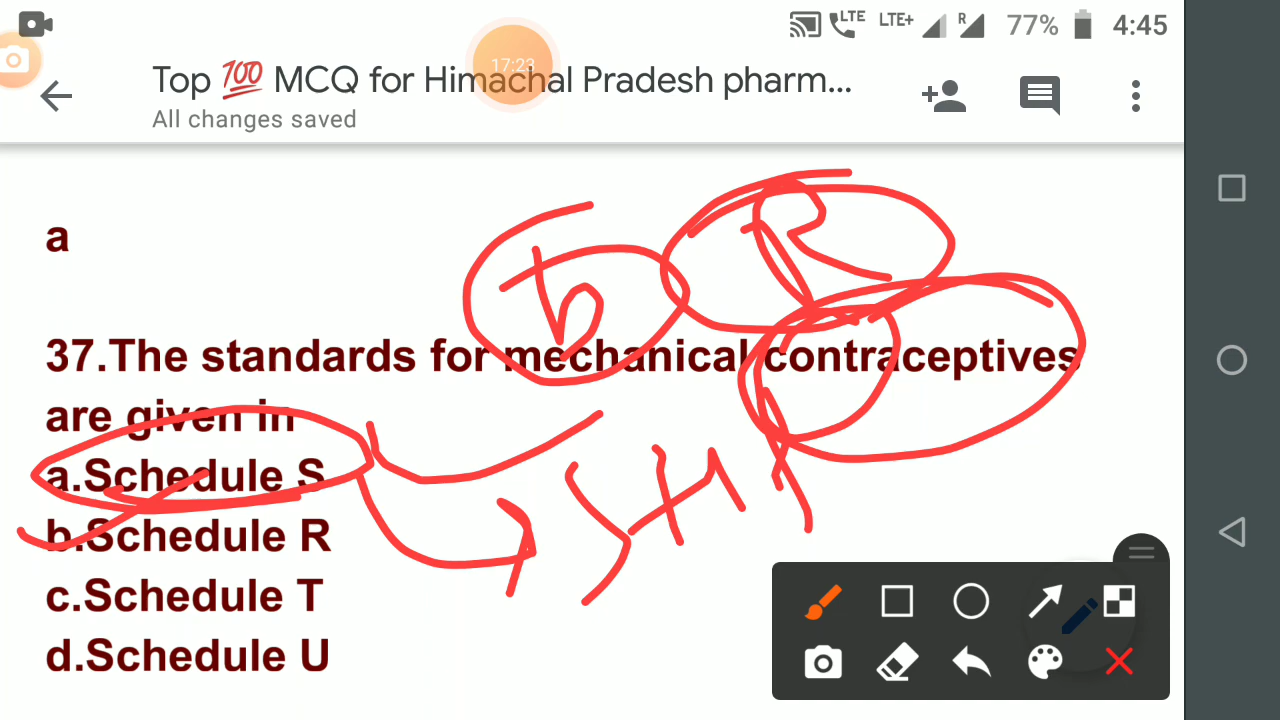 LTE LTE+ R 77% 4:45
17:23
Top 💯 MCQ for Himachal Pradesh pharm...
All changes saved
a
b R
37.The standards for mechanical contraceptives
are given in
a.Schedule S
b.Schedule R
c.Schedule T
d.Schedule U